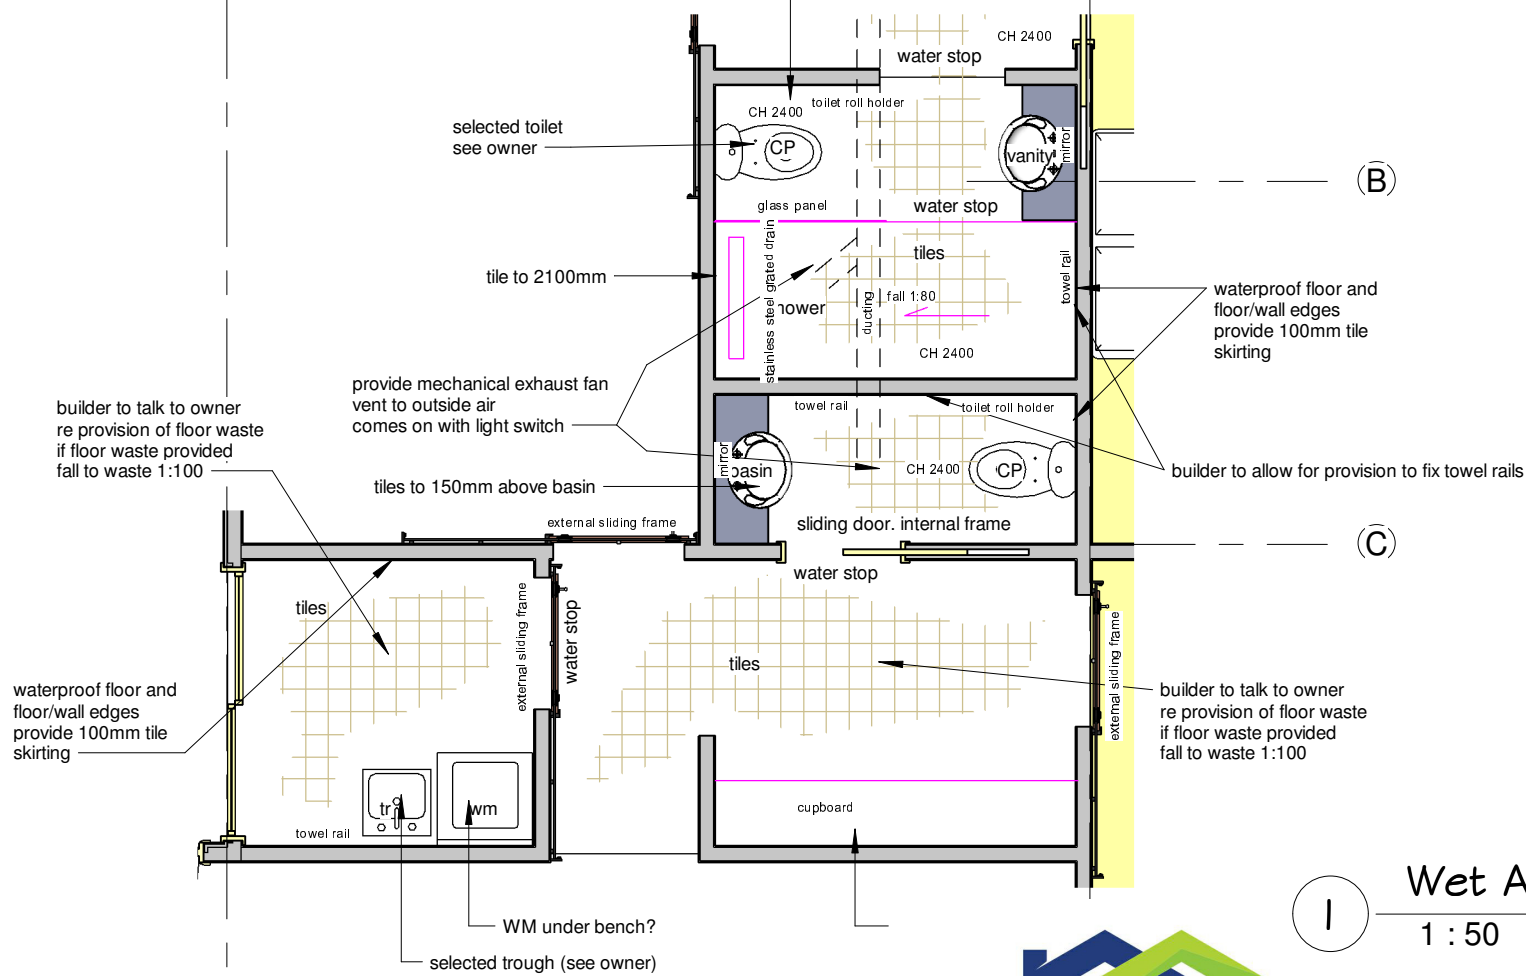 CH 2400
water stop
toilet roll holder
CH 2400
selected toilet
see owner
CP
vanity
mirror
B
glass panel
water stop
stainless steel grated drain
tiles
towel rail
tile to 2100mm
fall 1:80
ducting
waterproof floor and
floor/wall edges
provide 100mm tile
skirting
CH 2400
provide mechanical exhaust fan
vent to outside air
comes on with light switch
towel rail
toilet roll holder
builder to talk to owner
re provision of floor waste
if floor waste provided
fall to waste 1:100
mirror
basin
CH 2400
CP
builder to allow for provision to fix towel rails
tiles to 150mm above basin
external sliding frame
sliding door. internal frame
C
water stop
tiles
external sliding frame
water stop
tiles
external sliding frame
waterproof floor and
floor/wall edges
provide 100mm tile
skirting
builder to talk to owner
re provision of floor waste
if floor waste provided
fall to waste 1:100
tr
wm
cupboard
towel rail
WM under bench?
selected trough (see owner)
1
Wet A
1 : 50